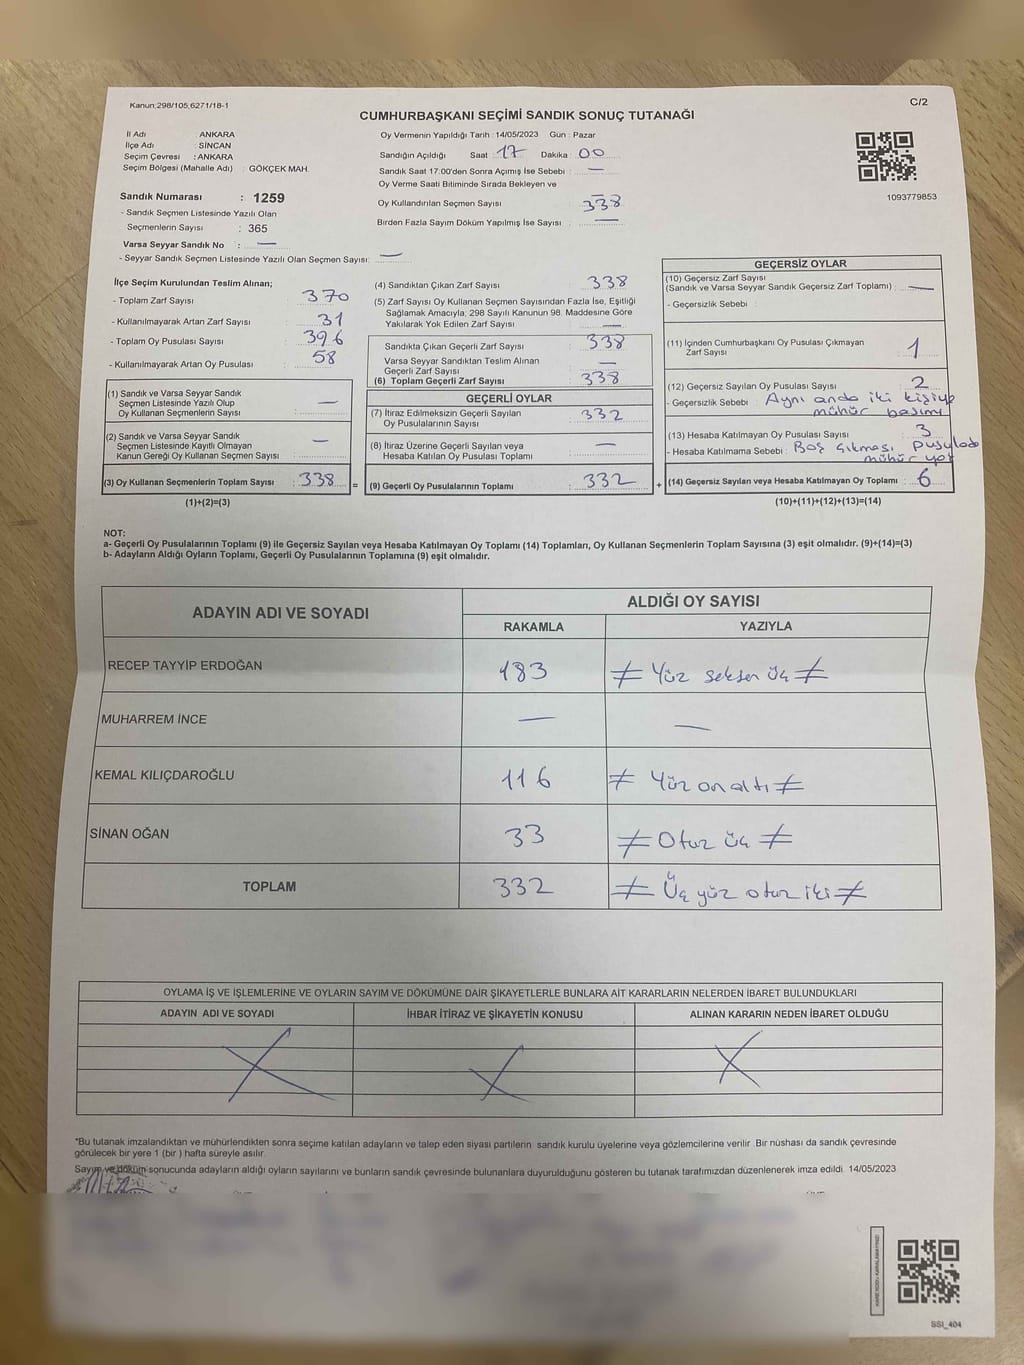 Kanun;298/105,6271/18-1
C/2
CUMHURBAŞKANI SEÇİMİ SANDIK SONUÇ TUTANAĞI
İl Adı ANKARA
İlçe Adı : SİNCAN
Seçim Çevresi : ANKARA
Seçim Bölgesi (Mahalle Adı) : GÖKÇEK MAH.
Sandık Numarası : 1259
- Sandık Seçmen Listesinde Yazılı Olan
Seçmenlerin Sayısı : 365
Varsa Seyyar Sandık No : —
- Seyyar Sandık Seçmen Listesinde Yazılı Olan Seçmen Sayısı: —
Oy Vermenin Yapıldığı Tarih : 14/05/2023 Gün : Pazar
Sandığın Açıldığı Saat : 17 Dakika : 00
Sandık Saat 17:00'den Sonra Açımış İse Sebebi : —
Oy Verme Saati Bitiminde Sırada Bekleyen ve
Oy Kullandırılan Seçmen Sayısı 338
Birden Fazla Sayım Döküm Yapılmış İse Sayısı : —
1093779853
İlçe Seçim Kurulundan Teslim Alınan;
- Toplam Zarf Sayısı : 370
- Kullanılmayarak Artan Zarf Sayısı : 31
- Toplam Oy Pusulası Sayısı : 396
- Kullanılmayarak Artan Oy Pusulası : 58
(1) Sandık ve Varsa Seyyar Sandık
Seçmen Listesinde Yazılı Olup
Oy Kullanan Seçmenlerin Sayısı : —
(2) Sandık ve Varsa Seyyar Sandık
Seçmen Listesinde Kayıtlı Olmayan
Kanun Gereği Oy Kullanan Seçmen Sayısı : —
(3) Oy Kullanan Seçmenlerin Toplam Sayısı : 338 =
(1)+(2)=(3)
(4) Sandıktan Çıkan Zarf Sayısı : 338
(5) Zarf Sayısı Oy Kullanan Seçmen Sayısından Fazla İse, Eşitliği
Sağlamak Amacıyla, 298 Sayılı Kanunun 98. Maddesine Göre
Yakılarak Yok Edilen Zarf Sayısı : —
Sandıkta Çıkan Geçerli Zarf Sayısı : 338
Varsa Seyyar Sandıktan Teslim Alınan
Geçerli Zarf Sayısı : —
(6) Toplam Geçerli Zarf Sayısı : 338
GEÇERLİ OYLAR
(7) İtiraz Edilmeksizin Geçerli Sayılan
Oy Pusulasının Sayısı : 332
(8) İtiraz Üzerine Geçerli Sayılan veya
Hesaba Katılan Oy Pusulası Toplamı : —
(9) Geçerli Oy Pusulalarının Toplamı : 332 +
GEÇERSİZ OYLAR
(10) Geçersiz Zarf Sayısı
(Sandık ve Varsa Seyyar Sandık Geçersiz Zarf Toplamı) : —
- Geçersizlik Sebebi :
(11) İçinden Cumhurbaşkanı Oy Pusulası Çıkmayan
Zarf Sayısı : 1
(12) Geçersiz Sayılan Oy Pusulası Sayısı : 2
- Geçersizlik Sebebi : Aynı anda iki kişiye
mühür basımı
(13) Hesaba Katılmayan Oy Pusulası Sayısı : 3
- Hesaba Katılmama Sebebi : Boş çıkması, pusulada
mühür yok
(14) Geçersiz Sayılan veya Hesaba Katılmayan Oy Toplamı : 6
(10)+(11)+(12)+(13)=(14)
NOT:
a- Geçerli Oy Pusulalarının Toplamı (9) ile Geçersiz Sayılan veya Hesaba Katılmayan Oy Toplamı (14) Toplamları, Oy Kullanan Seçmenlerin Toplam Sayısına (3) eşit olmalıdır. (9)+(14)=(3)
b- Adayların Aldığı Oyların Toplamı, Geçerli Oy Pusulalarının Toplamına (9) eşit olmalıdır.
ADAYIN ADI VE SOYADI ALDIĞI OY SAYISI
RAKAMLA YAZIYLA
RECEP TAYYİP ERDOĞAN 183 ≠ Yüz seksen üç ≠
MUHARREM İNCE — —
KEMAL KILIÇDAROĞLU 116 ≠ Yüz on altı ≠
SİNAN OĞAN 33 ≠ Otuz üç ≠
TOPLAM 332 ≠ Üç yüz otuz iki ≠
OYLAMA İŞ VE İŞLEMLERİNE VE OYLARIN SAYIM VE DÖKÜMÜNE DAİR ŞİKAYETLERLE BUNLARA AİT KARARLARIN NELERDEN İBARET BULUNDUKLARI
ADAYIN ADI VE SOYADI İHBAR İTİRAZ VE ŞİKAYETİN KONUSU ALINAN KARARIN NEDEN İBARET OLDUĞU
*Bu tutanak imzalandıktan ve mühürlendikten sonra seçime katılan adayların ve talep eden siyasi partilerin sandık kurulu üyelerine veya gözlemcilerine verilir .Bir nüshası da sandık çevresinde
görülecek bir yere 1 (bir ) hafta süreyle asılır.
Sayım ve döküm sonucunda adayların aldığı oyların sayılarını ve bunların sandık çevresinde bulunanlara duyurulduğunu gösteren bu tutanak tarafımızdan düzenlenerek imza edildi. 14/05/2023
KARE KODU KARALAMAYINIZ!
SSI_404